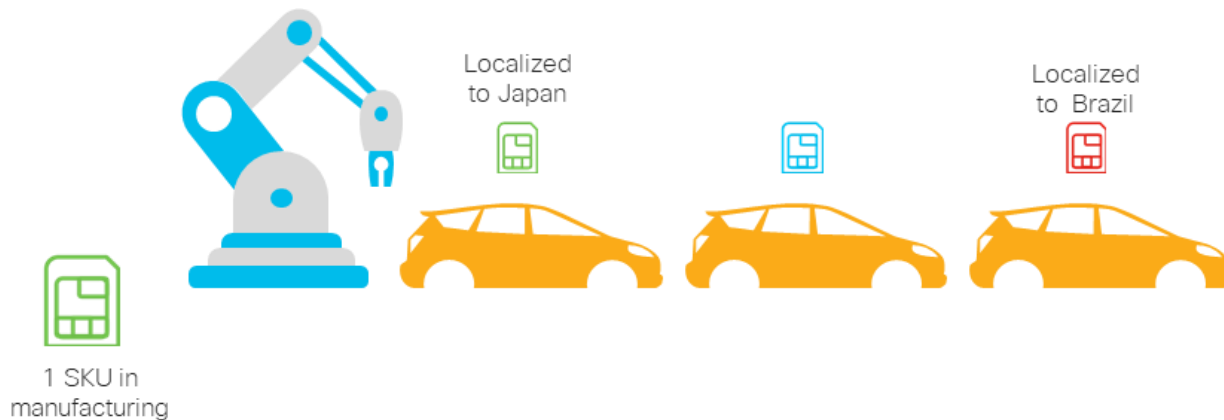 Localized
to Japan
Localized
to Brazil
1 SKU in
manufacturing